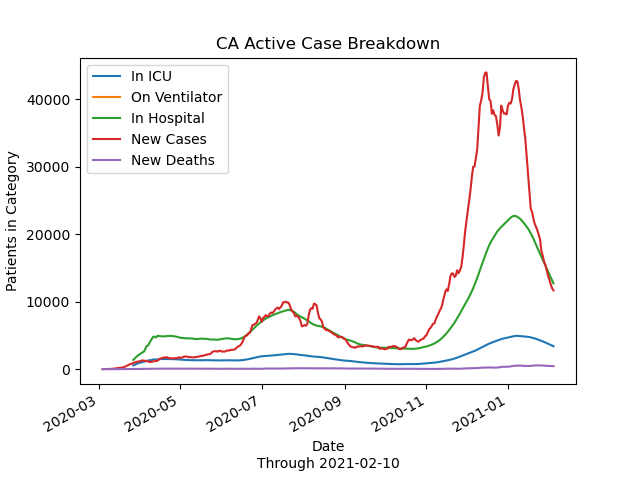 CA Active Case Breakdown
In ICU
On Ventilator
In Hospital
New Cases
New Deaths
Patients in Category
40000
30000
20000
10000
0
2020-03
2020-05
2020-07
2020-09
2020-11
2021-01
Date
Through 2021-02-10